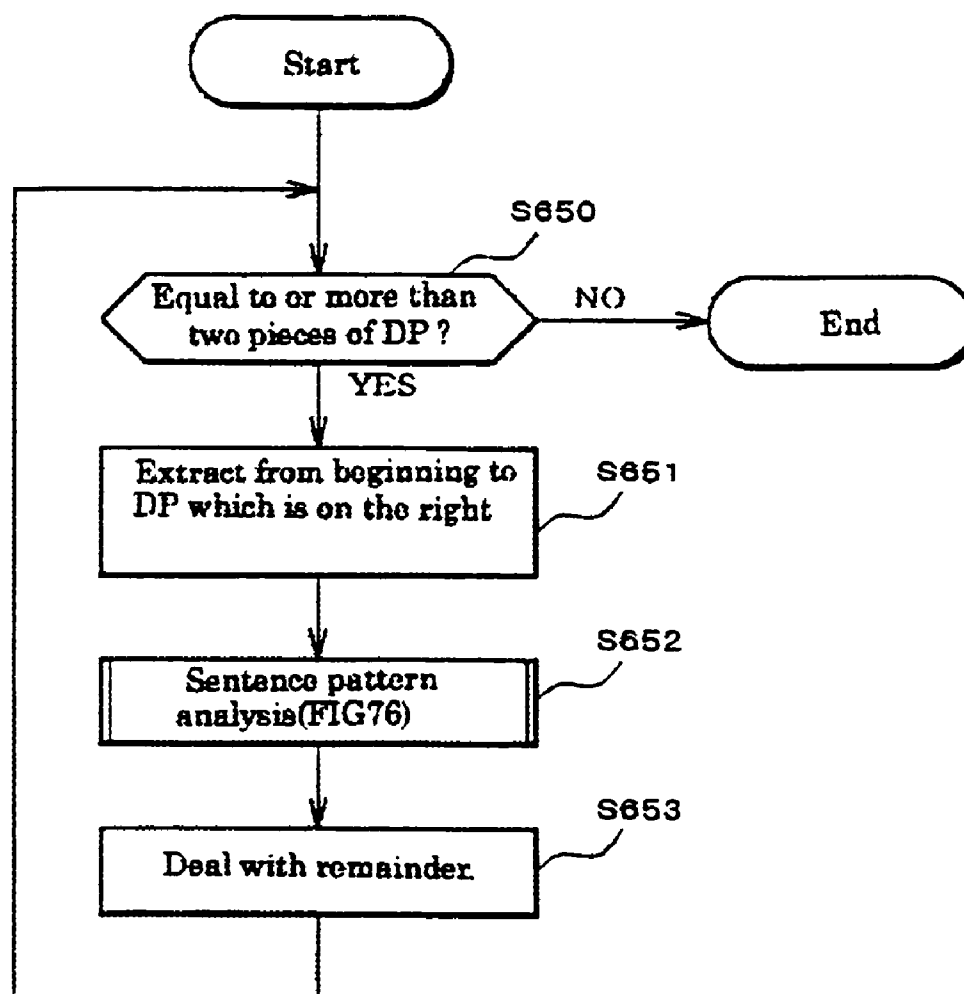 Start
S650
Equal to or more than
two pieces of DP ?
NO
End
YES
Extract from beginning to
DP which is on the right
S651
Sentence pattern
analysis(FIG76)
S652
Deal with remainder.
S653